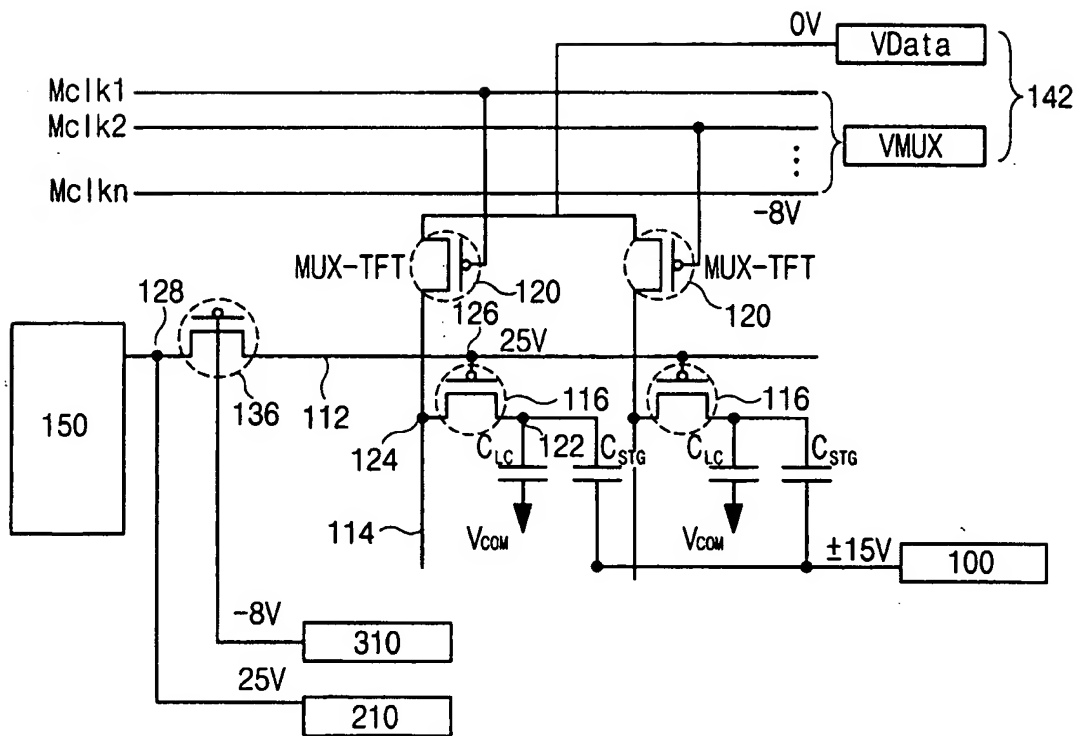 0V
VData
142
Mclk1
Mclk2
VMUX
Mclkn
-8V
MUX-TFT
MUX-TFT
120
120
128
126
25V
136
112
116
116
150
124
CLC
122
CSTG
CLC
CSTG
114
VCOM
VCOM
±15V
100
-8V
310
25V
210